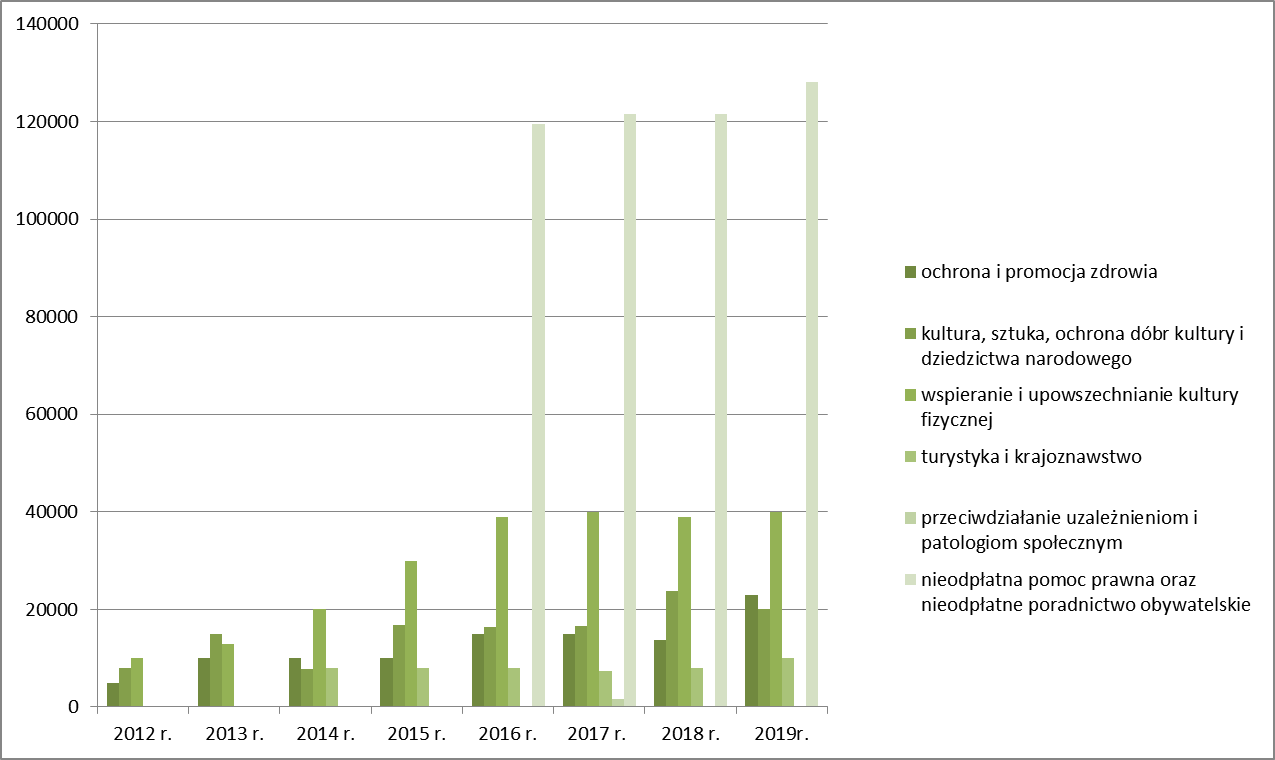 140000
120000
100000
80000
60000
40000
20000
0
2012 r.
2013 r.
2014 r.
2015 r.
2016 r.
2017 r.
2018 r.
2019r.
ochrona i promocja zdrowia
kultura, sztuka, ochrona dóbr kultury i
dziedzictwa narodowego
wspieranie i upowszechnianie kultury
fizycznej
turystyka i krajoznawstwo
przeciwdziałanie uzależnieniom i
patologiom społecznym
nieodpłatna pomoc prawna oraz
nieodpłatne poradnictwo obywatelskie